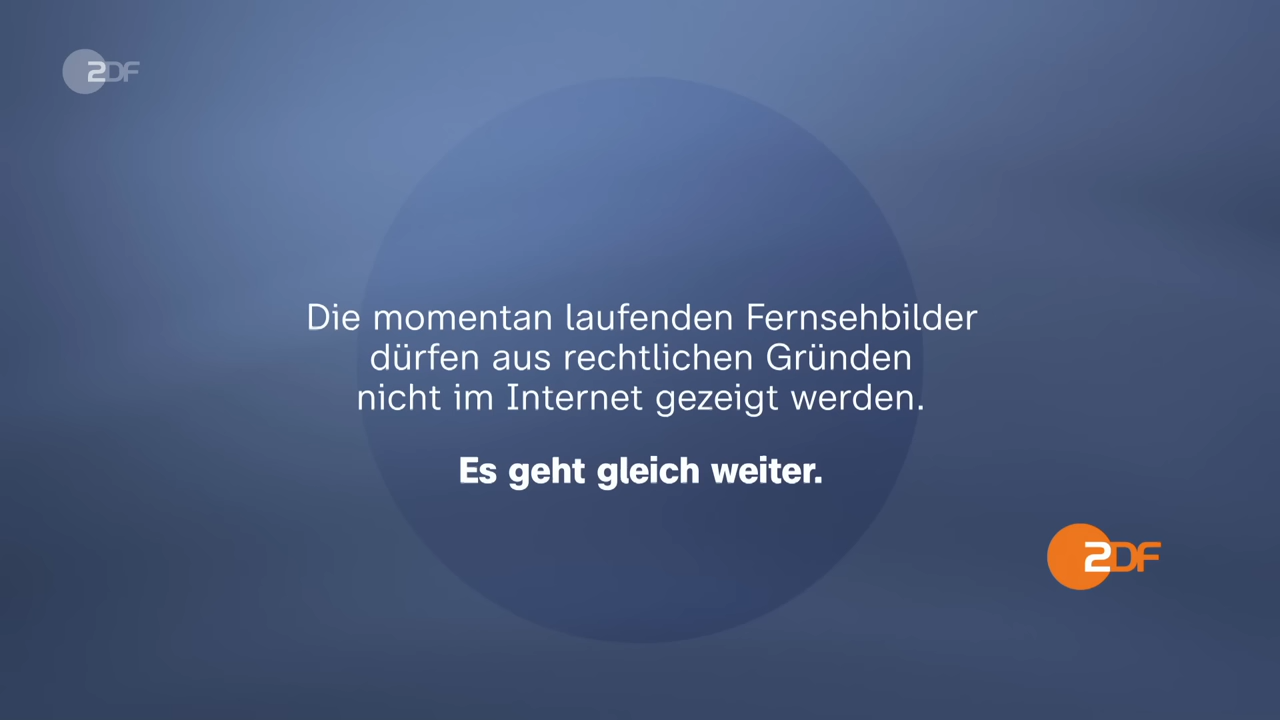 ZDF
Die momentan laufenden Fernsehbilder
dürfen aus rechtlichen Gründen
nicht im Internet gezeigt werden.
Es geht gleich weiter.
ZDF